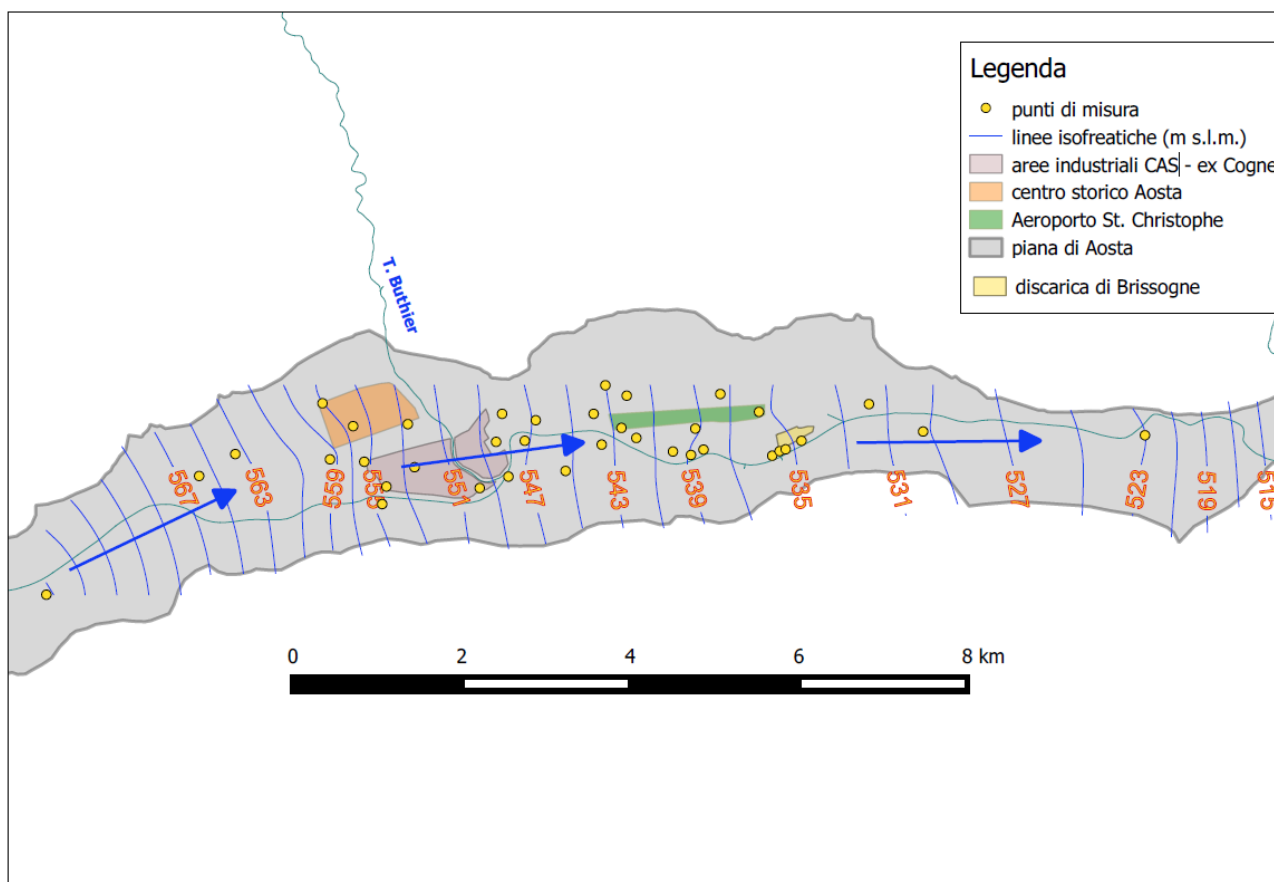 Legenda
punti di misura
linee isofreatiche (m s.l.m.)
aree industriali CAS - ex Cogne
centro storico Aosta
Aeroporto St. Christophe
piana di Aosta
discarica di Brissogne
T. Buthier
567
563
559
555
551
547
543
539
535
531
527
523
519
515
0 2 4 6 8 km